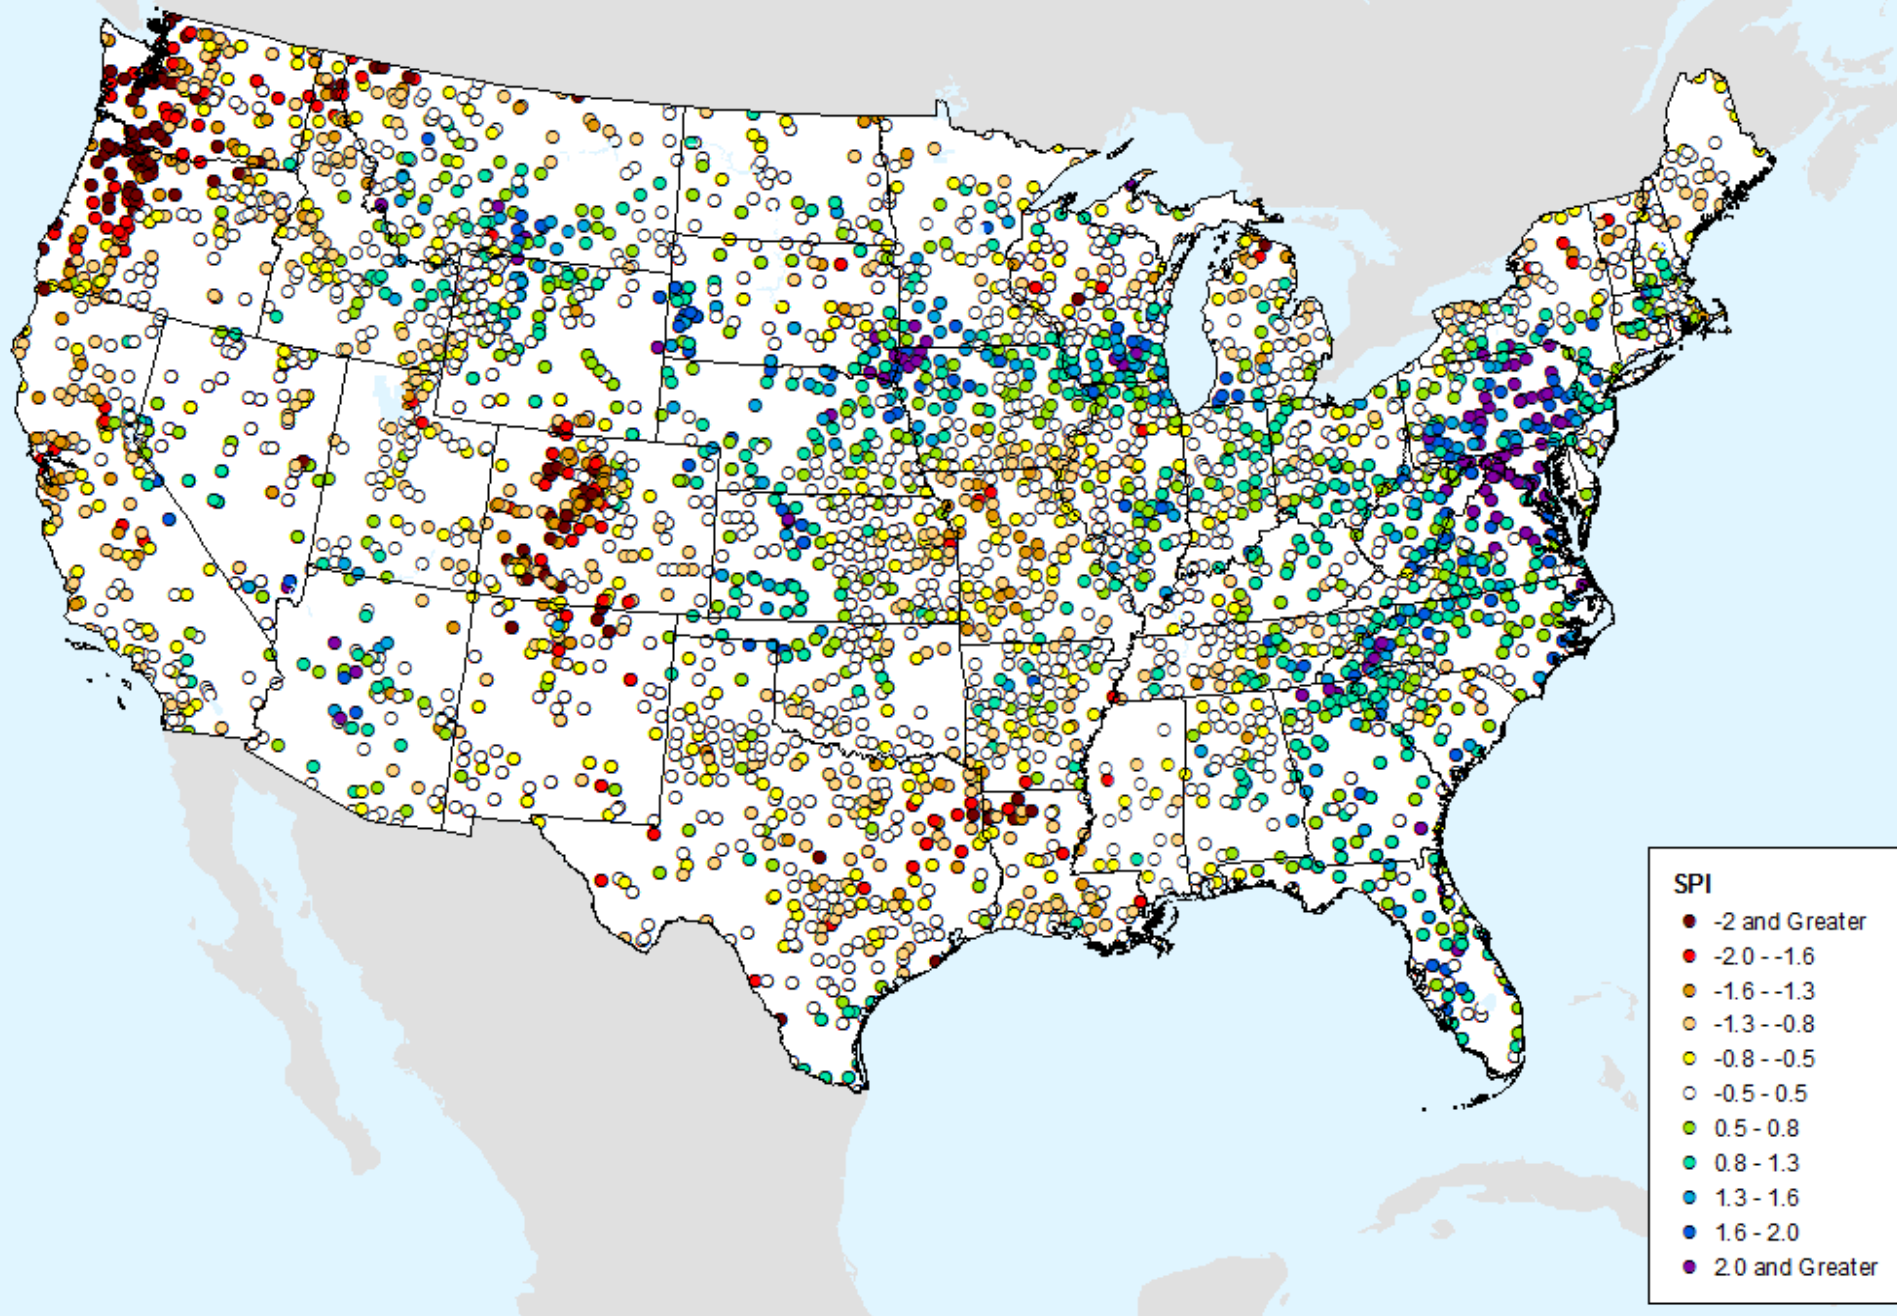 SPI
-2 and Greater
-2.0 - -1.6
-1.6 - -1.3
-1.3 - -0.8
-0.8 - -0.5
-0.5 - 0.5
0.5 - 0.8
0.8 - 1.3
1.3 - 1.6
1.6 - 2.0
2.0 and Greater